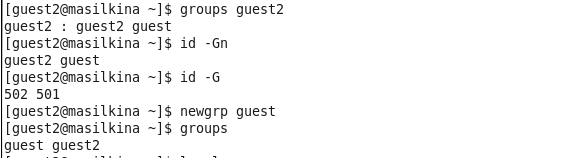 [guest2@masilkina ~]$ groups guest2
guest2 : guest2 guest
[guest2@masilkina ~]$ id -Gn
guest2 guest
[guest2@masilkina ~]$ id -G
502 501
[guest2@masilkina ~]$ newgrp guest
[guest2@masilkina ~]$ groups
guest guest2